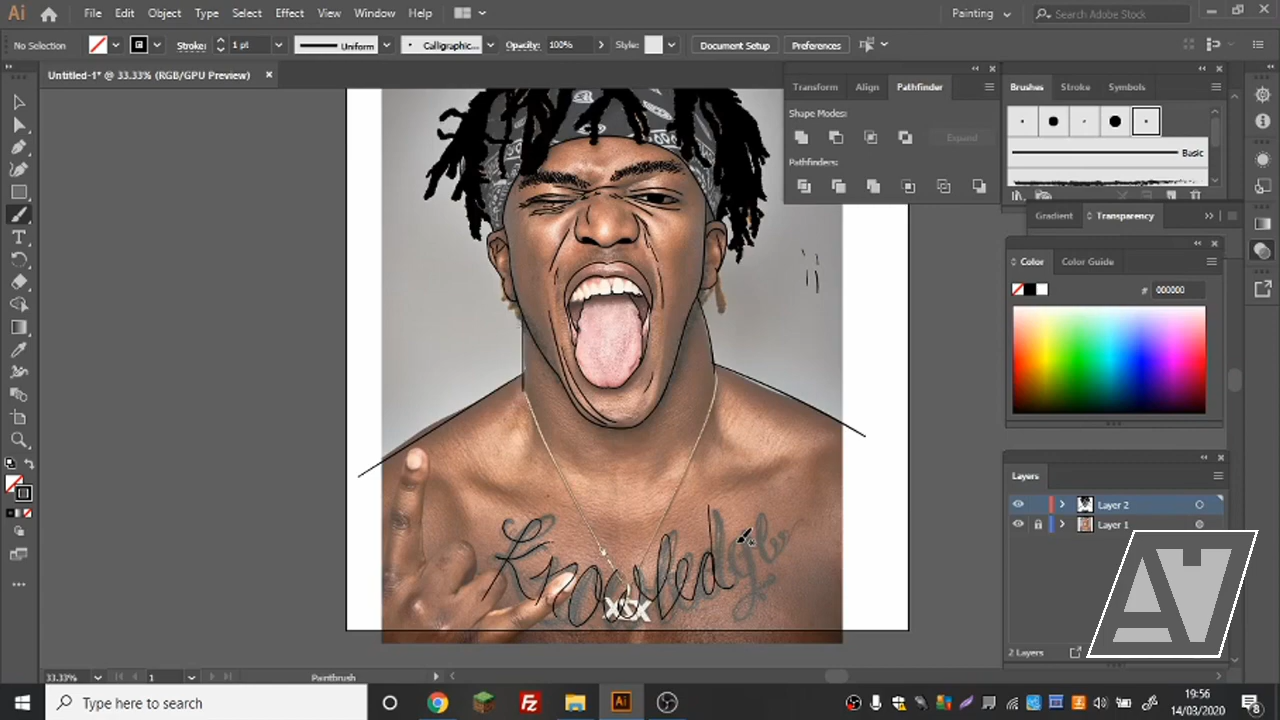 Ai File Edit Object Type Select Effect View Window Help Painting Search Adobe Stock
No Selection Stroke: 1 pt Uniform Calligraphic... Opacity: 100% Style: Document Setup Preferences
Untitled-1* @ 33.33% (RGB/GPU Preview)
Transform Align Pathfinder
Brushes Stroke Symbols
Shape Modes:
Expand
Pathfinders:
Basic
Gradient Transparency
Color Color Guide
# 000000
Knowledge
XIX
Layers
Layer 2
Layer 1
2 Layers
33.33% 1 Paintbrush
Type here to search
19:56
14/03/2020
8